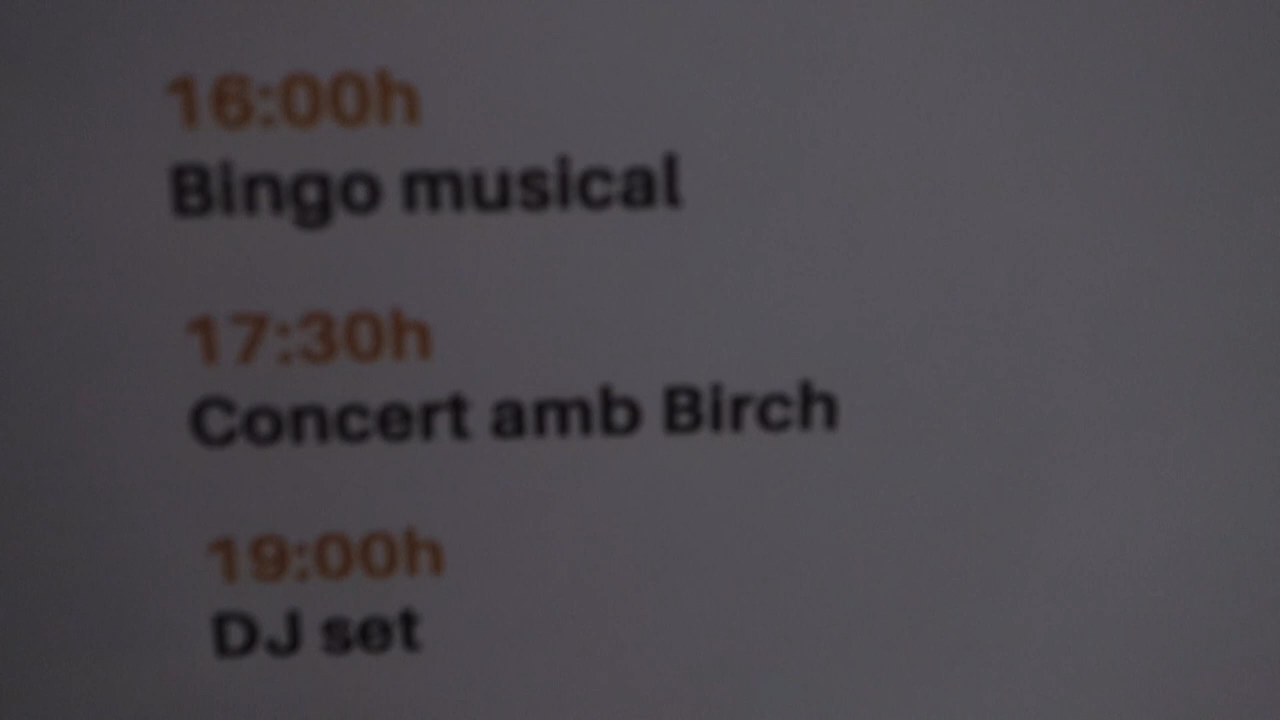 16:00h
Bingo musical
17:30h
Concert amb Birch
19:00h
DJ set